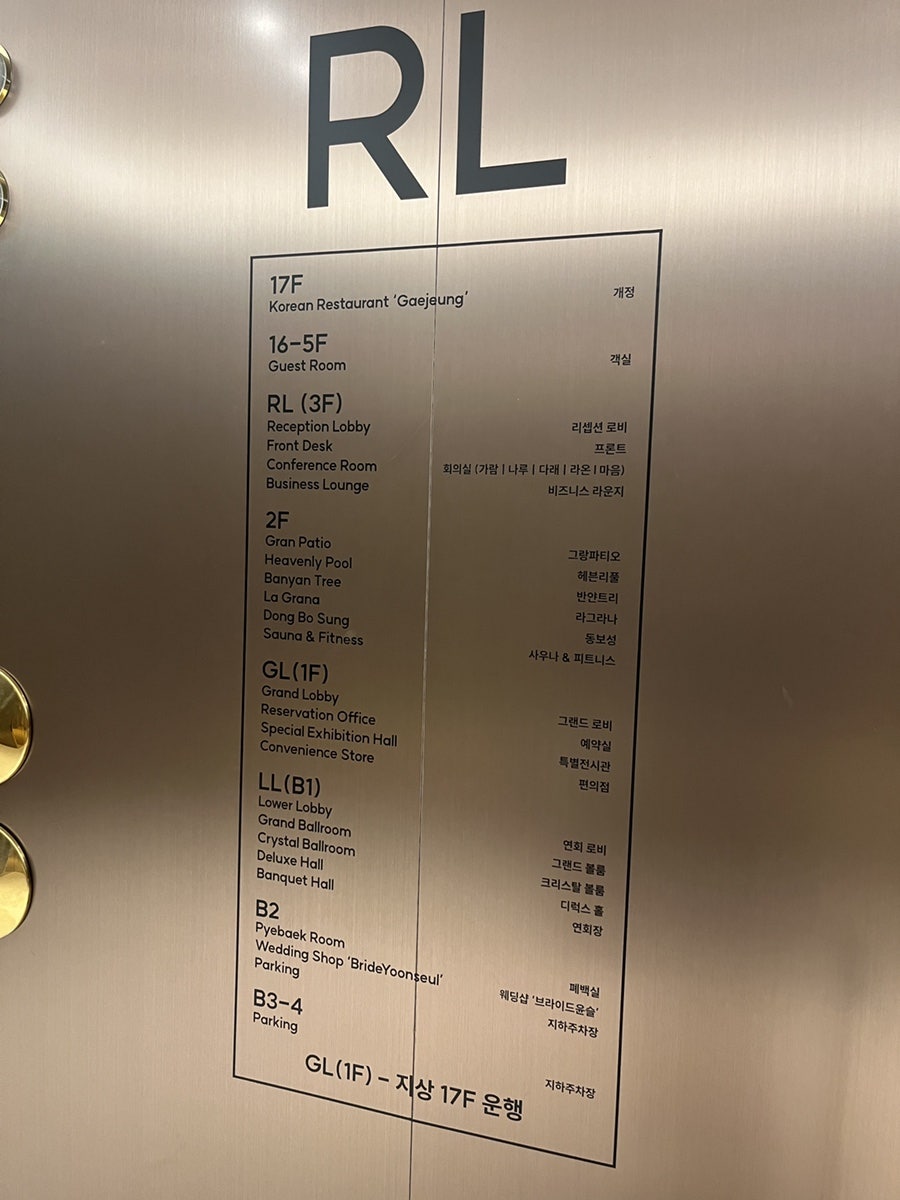 RL
17F
Korean Restaurant ‘Gaejeung’ 개정
16-5F
Guest Room 객실
RL (3F)
Reception Lobby 리셉션 로비
Front Desk 프론트
Conference Room 회의실 (가람 | 나루 | 다래 | 라온 | 마음)
Business Lounge 비즈니스 라운지
2F
Gran Patio 그랑파티오
Heavenly Pool 헤븐리풀
Banyan Tree 반얀트리
La Grana 라그라나
Dong Bo Sung 동보성
Sauna & Fitness 사우나 & 피트니스
GL(1F)
Grand Lobby 그랜드 로비
Reservation Office 예약실
Special Exhibition Hall 특별전시관
Convenience Store 편의점
LL(B1)
Lower Lobby 연회 로비
Grand Ballroom 그랜드 볼룸
Crystal Ballroom 크리스탈 볼룸
Deluxe Hall 디럭스 홀
Banquet Hall 연회장
B2
Pyebaek Room 폐백실
Wedding Shop ‘BrideYoonseul’ 웨딩샵 ‘브라이드윤슬’
Parking 지하주차장
B3-4
Parking 지하주차장
GL(1F) - 지상 17F 운행